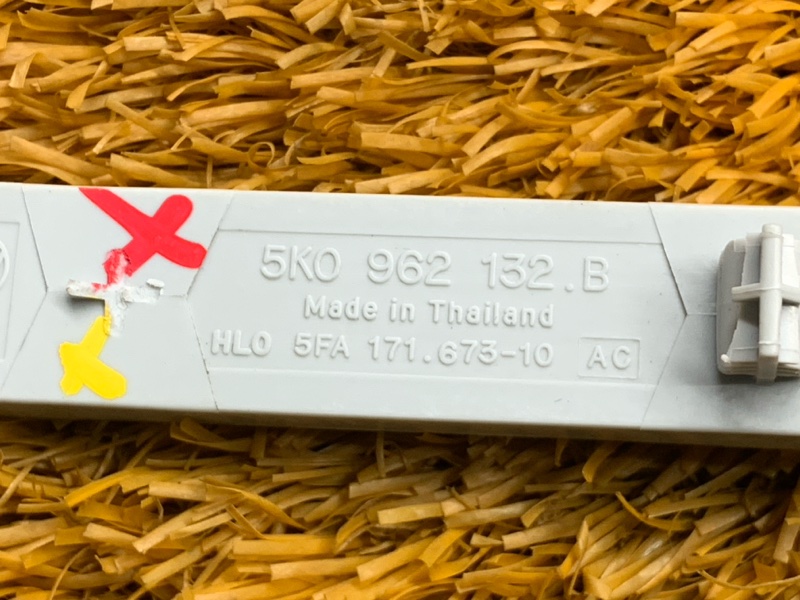 5K0 962 132.B
Made in Thailand
HLO 5FA 171.673-10 AC